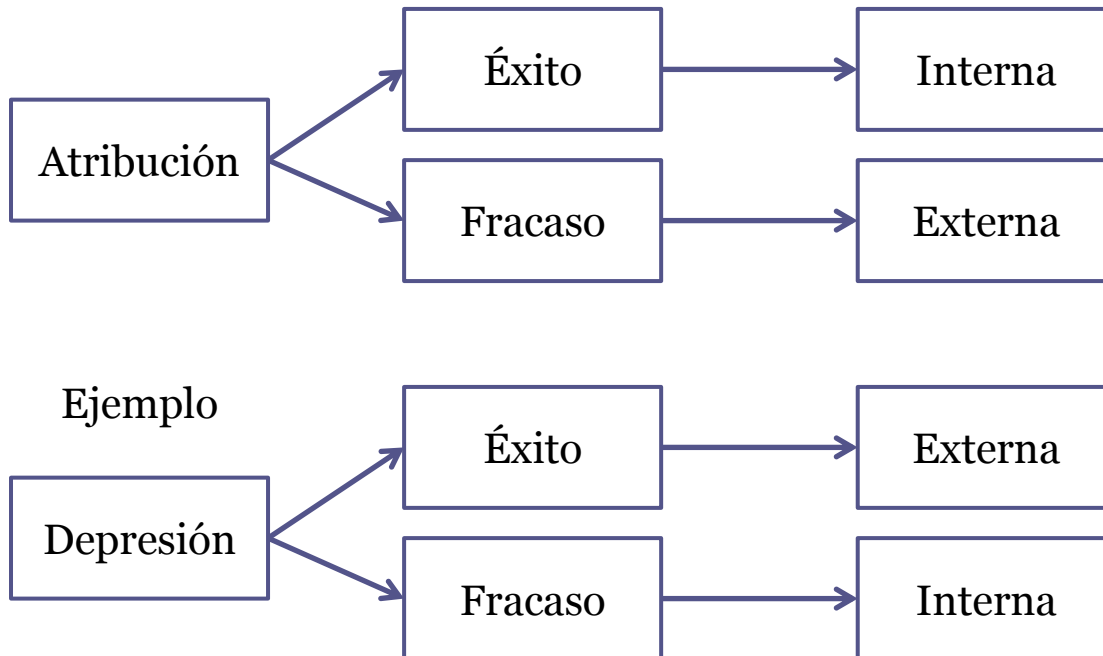 Éxito
Interna
Atribución
Fracaso
Externa
Ejemplo
Éxito
Externa
Depresión
Fracaso
Interna